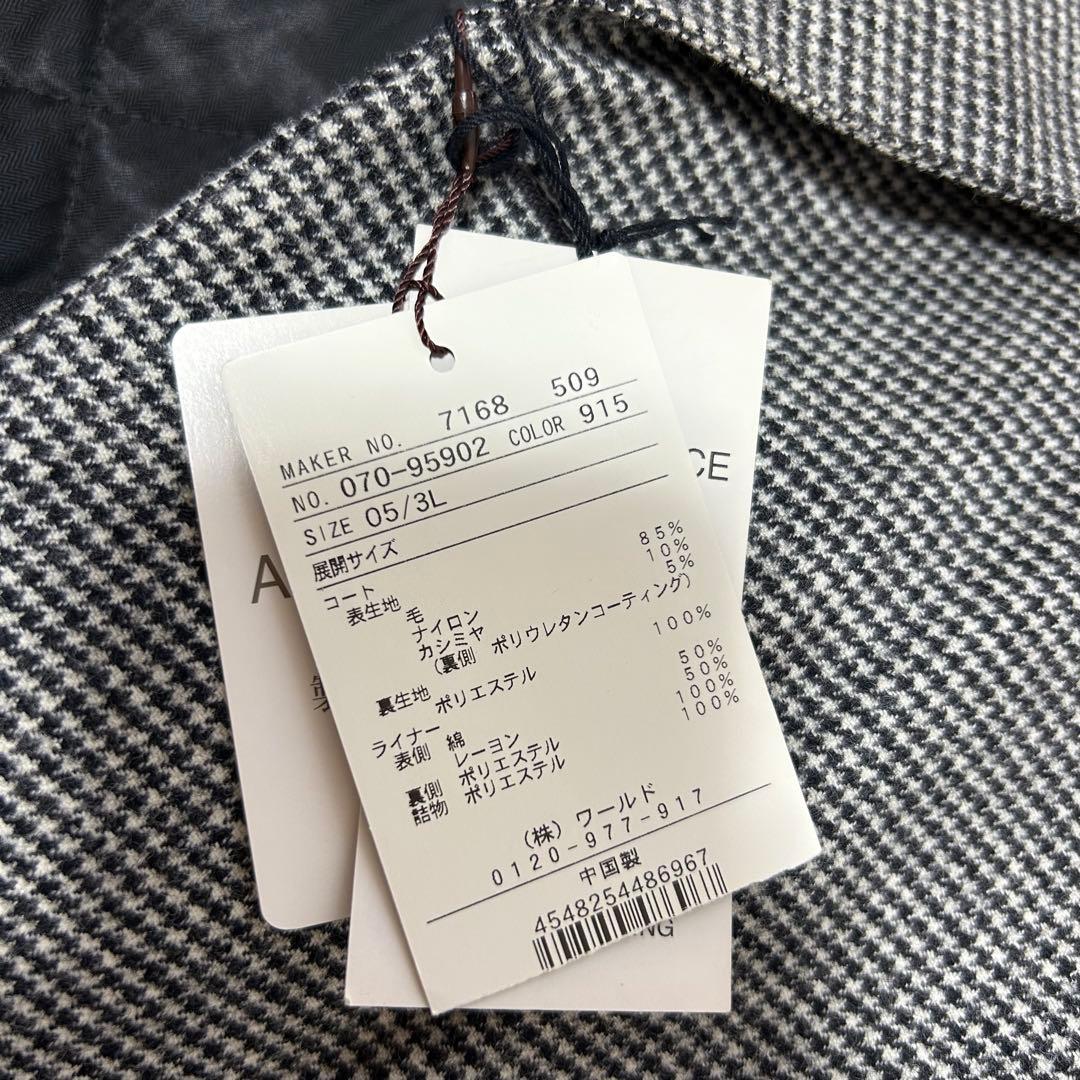 MAKER NO. 7168 509
NO. 070-95902 COLOR 915
SIZE 05/3L
展開サイズ
コート
表生地 毛 85%
ナイロン 10%
カシミヤ 5%
(裏側 ポリウレタンコーティング)
裏生地 ポリエステル 100%
ライナー
表側 綿 50%
レーヨン 50%
裏側 ポリエステル 100%
詰物 ポリエステル 100%
(株) ワールド
0120-977-917
中国製
4548254486967
CE
A
NG